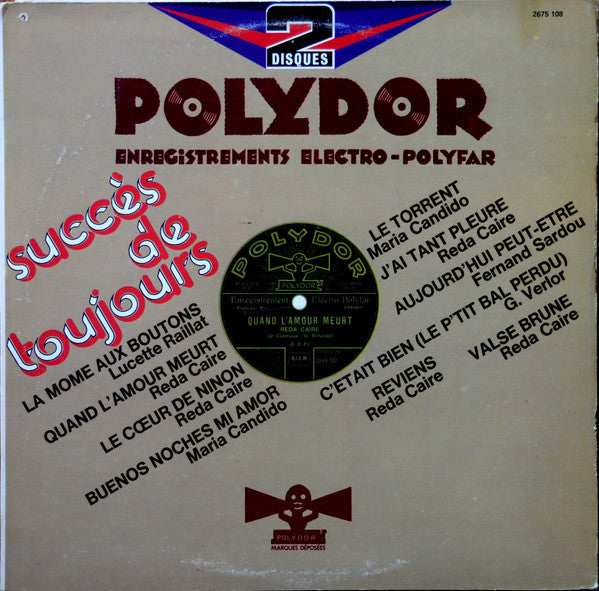 2
DISQUES
2675 108
POLYDOR
ENREGISTREMENTS ELECTRO-POLYFAR
succès
de
toujours
LA MOME AUX BOUTONS
Lucette Raillat
QUAND L'AMOUR MEURT
Reda Caire
LE CŒUR DE NINON
Reda Caire
BUENOS NOCHES MI AMOR
Maria Candido
POLYDOR
POLYDOR
Enregistrement Electro Polyfar
QUAND L'AMOUR MEURT
REDA CAIRE
B.I.E.M.
LE TORRENT
Maria Candido
J'AI TANT PLEURE
Reda Caire
AUJOURD'HUI PEUT-ETRE
Fernand Sardou
C'ETAIT BIEN (LE P'TIT BAL PERDU)
G. Verlor
VALSE BRUNE
Reda Caire
REVIENS
Reda Caire
POLYDOR
MARQUES DÉPOSÉES